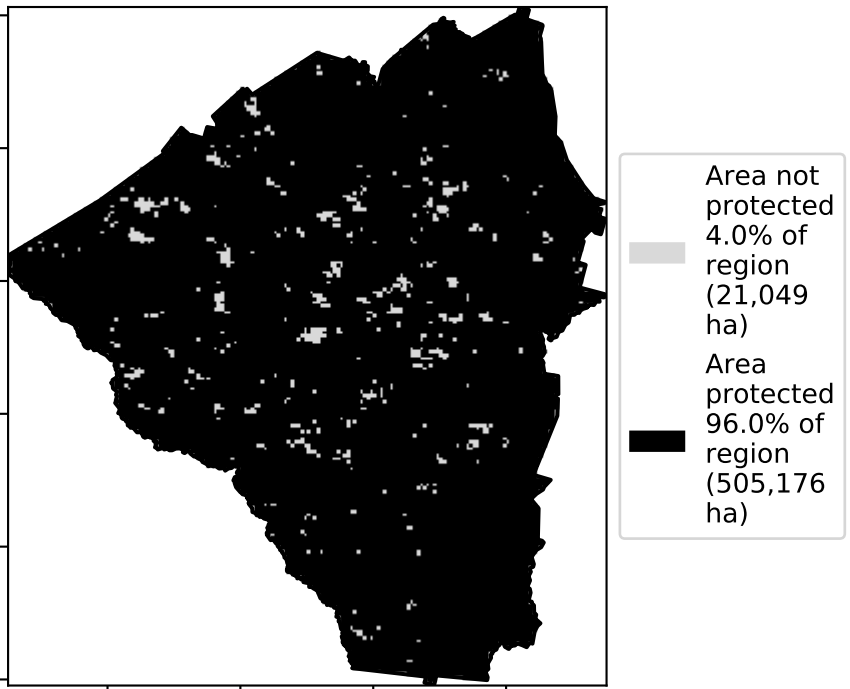 Area not
protected
4.0% of
region
(21,049
ha)
Area
protected
96.0% of
region
(505,176
ha)